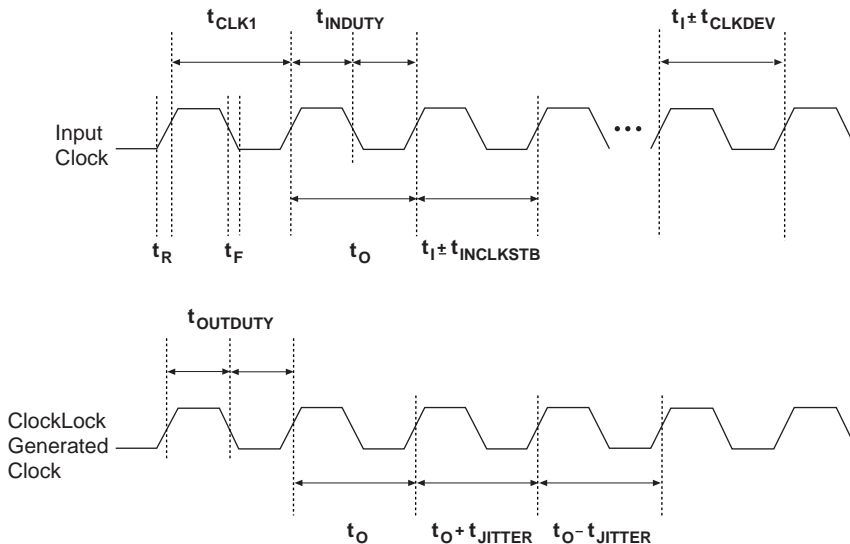 tCLK1 tINDUTY tI ± tCLKDEV
Input
Clock
tR tF tO tI ± tINCLKSTB
tOUTDUTY
ClockLock
Generated
Clock
tO tO + tJITTER tO − tJITTER